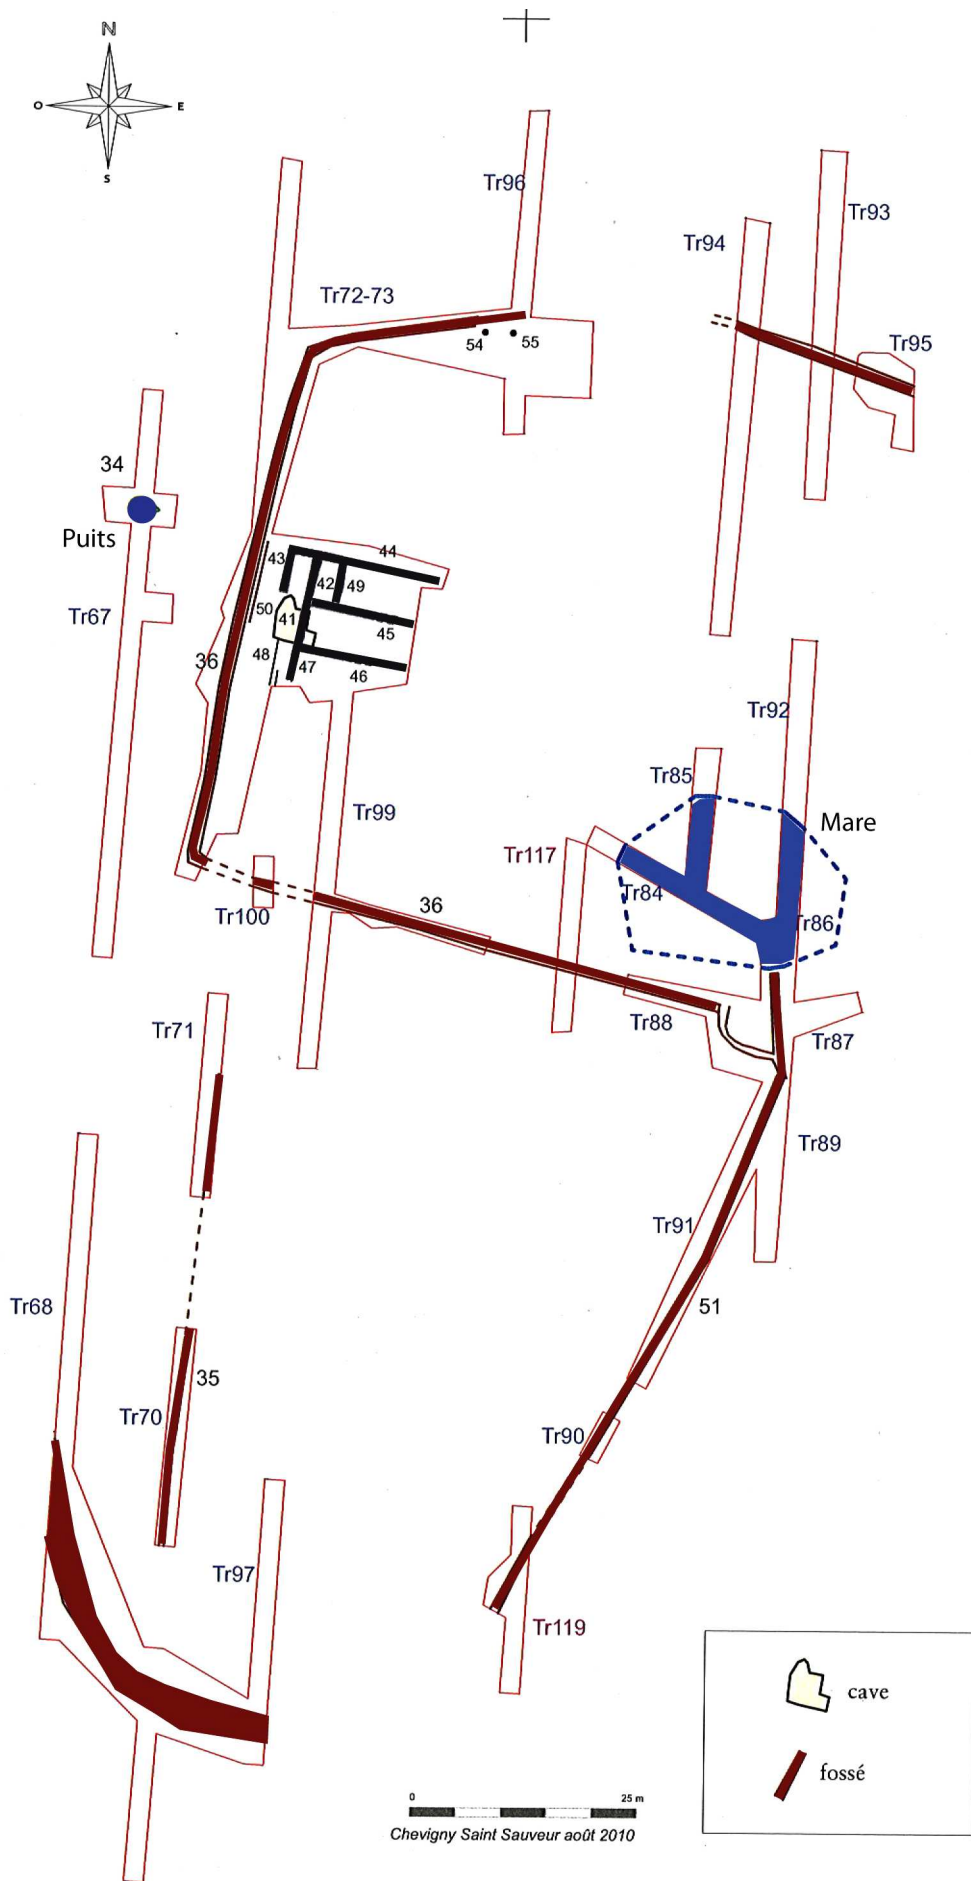 N
O
E
S
Tr96
Tr93
Tr94
Tr72-73
54
55
Tr95
34
Puits
43
44
42
49
Tr67
50
41
45
36
48
47
46
Tr92
Tr85
Tr99
Mare
Tr117
Tr84
36
Tr86
Tr100
Tr71
Tr88
Tr87
Tr89
Tr91
Tr68
51
35
Tr70
Tr90
Tr97
Tr119
cave
fossé
0
25 m
Chevigny Saint Sauveur août 2010